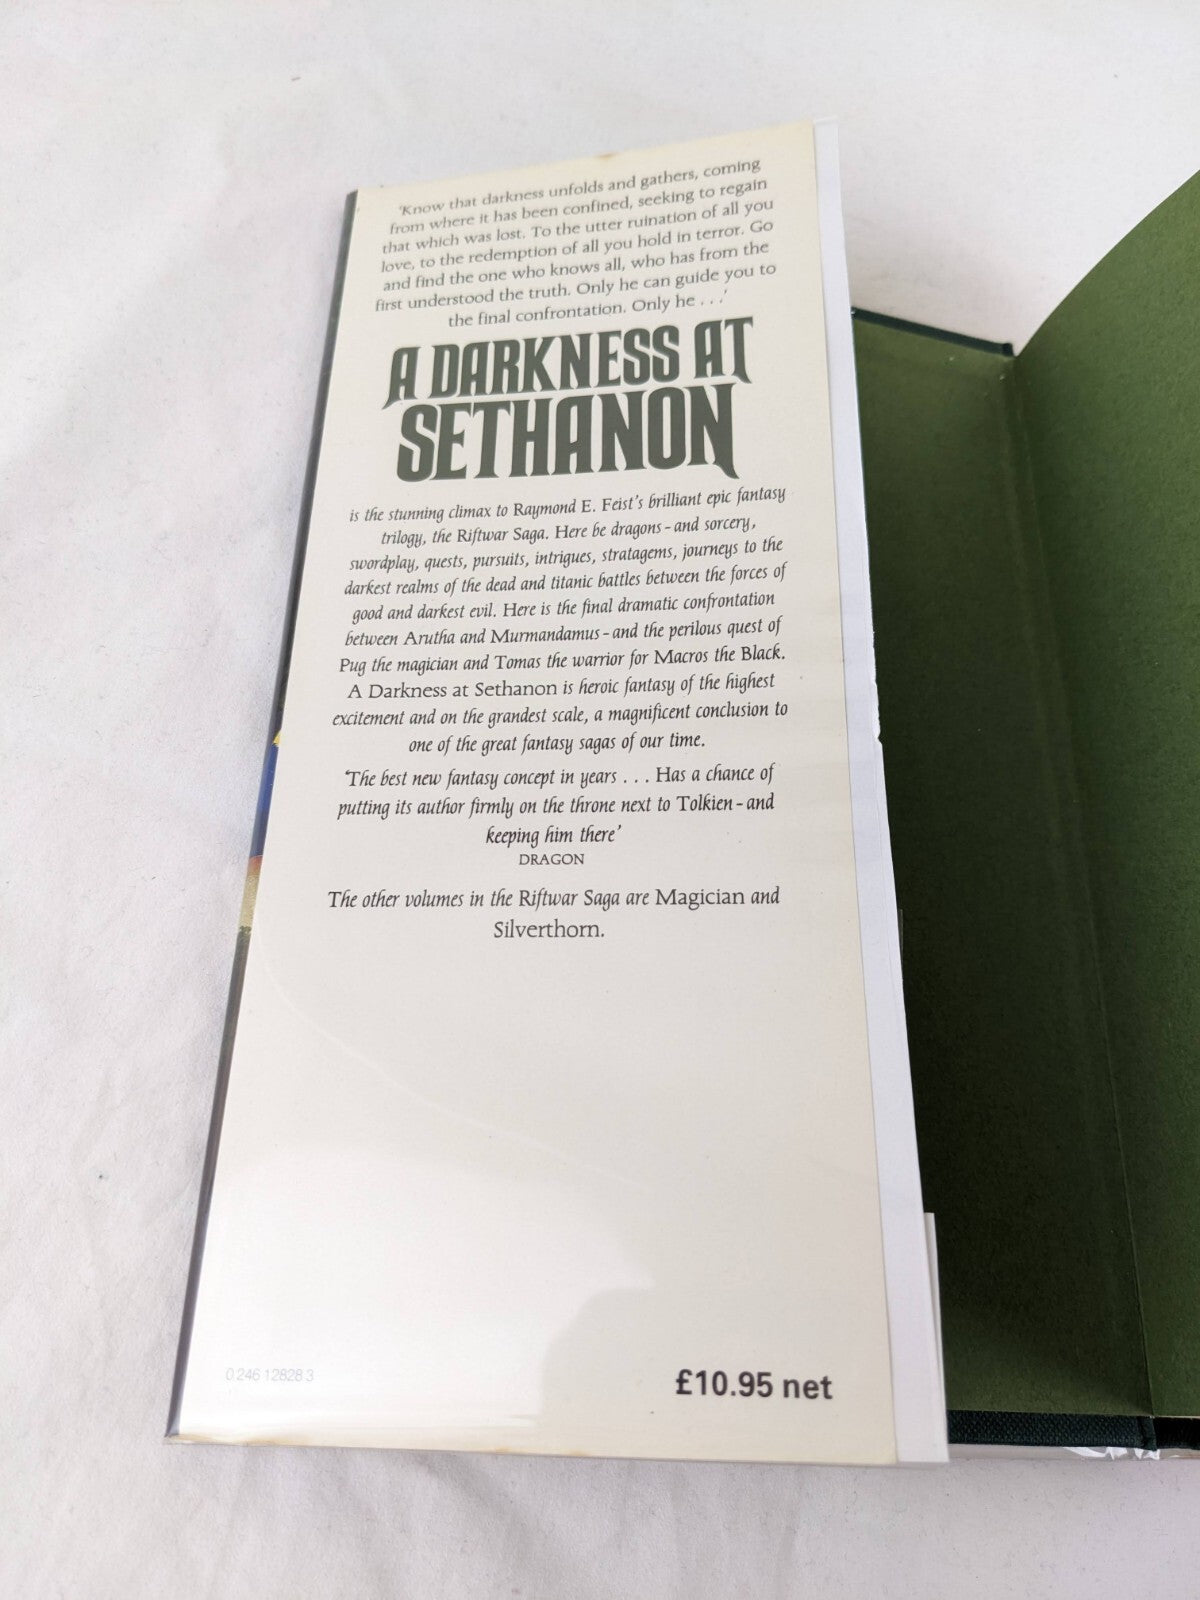 'Know that darkness unfolds and gathers, coming
from where it has been confined, seeking to regain
that which was lost. To the utter ruination of all you
love, to the redemption of all you hold in terror. Go
and find the one who knows all, who has from the
first understood the truth. Only he can guide you to
the final confrontation. Only he . . .'
A DARKNESS AT
SETHANON
is the stunning climax to Raymond E. Feist's brilliant epic fantasy
trilogy, the Riftwar Saga. Here be dragons – and sorcery,
swordplay, quests, pursuits, intrigues, stratagems, journeys to the
darkest realms of the dead and titanic battles between the forces of
good and darkest evil. Here is the final dramatic confrontation
between Arutha and Murmandamus – and the perilous quest of
Pug the magician and Tomas the warrior for Macros the Black.
A Darkness at Sethanon is heroic fantasy of the highest
excitement and on the grandest scale, a magnificent conclusion to
one of the great fantasy sagas of our time.
'The best new fantasy concept in years . . . Has a chance of
putting its author firmly on the throne next to Tolkien – and
keeping him there'
DRAGON
The other volumes in the Riftwar Saga are Magician and
Silverthorn.
0 246 12828 3
£10.95 net